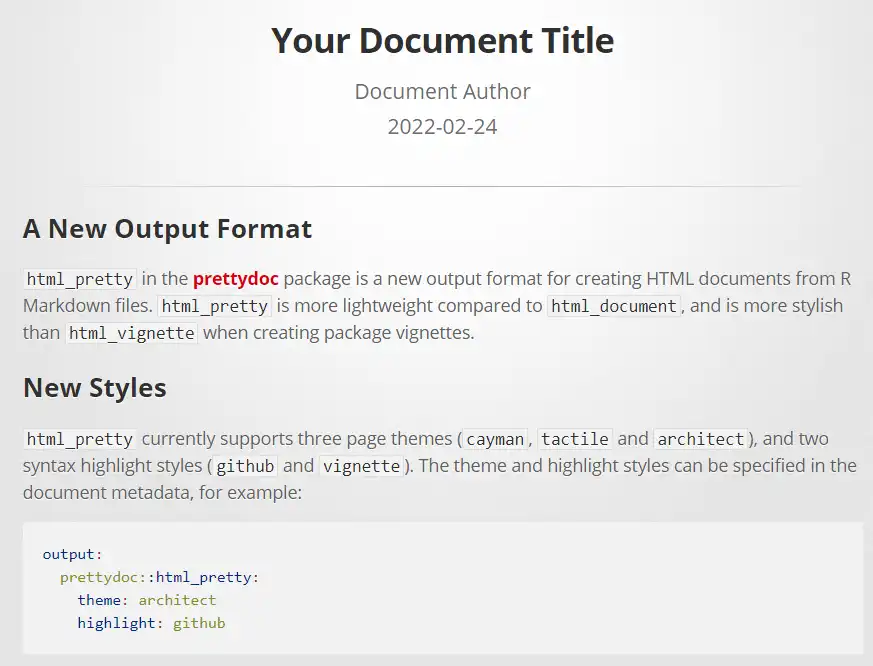 Your Document Title
Document Author
2022-02-24
A New Output Format
html_pretty in the prettydoc package is a new output format for creating HTML documents from R
Markdown files. html_pretty is more lightweight compared to html_document, and is more stylish
than html_vignette when creating package vignettes.
New Styles
html_pretty currently supports three page themes (cayman, tactile and architect), and two
syntax highlight styles (github and vignette). The theme and highlight styles can be specified in the
document metadata, for example:
output:
  prettydoc::html_pretty:
    theme: architect
    highlight: github